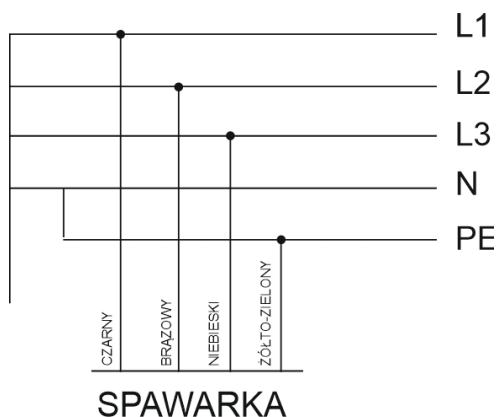 L1
L2
L3
N
PE
CZARNY
BRĄZOWY
NIEBIESKI
ŻÓŁTO-ZIELONY
SPAWARKA